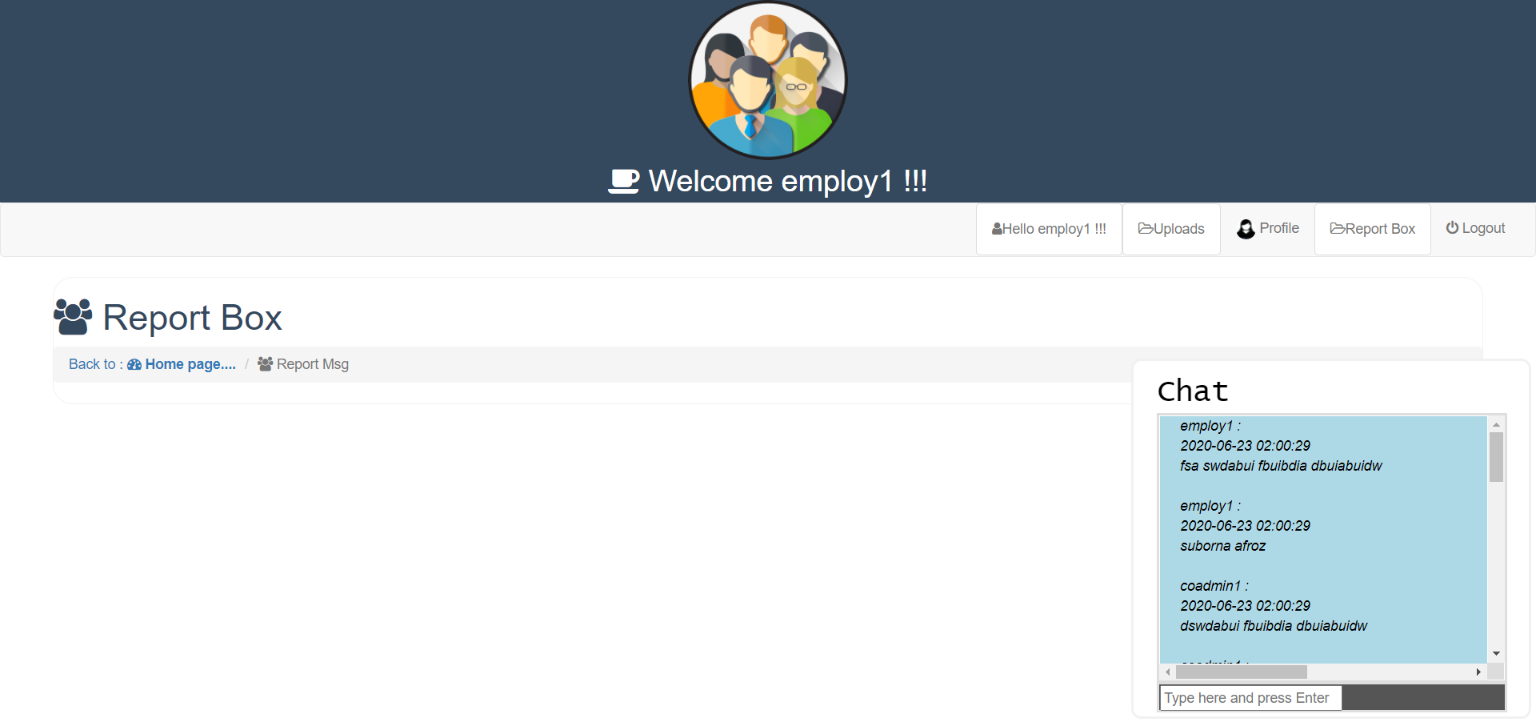 Welcome employ1 !!!
Hello employ1 !!!
Uploads
Profile
Report Box
Logout
Report Box
Back to : Home page.... / Report Msg
Chat
employ1 :
2020-06-23 02:00:29
fsa swdabui fbuibdia dbuiabuidw
employ1 :
2020-06-23 02:00:29
suborna afroz
coadmin1 :
2020-06-23 02:00:29
dswdabui fbuibdia dbuiabuidw
Type here and press Enter